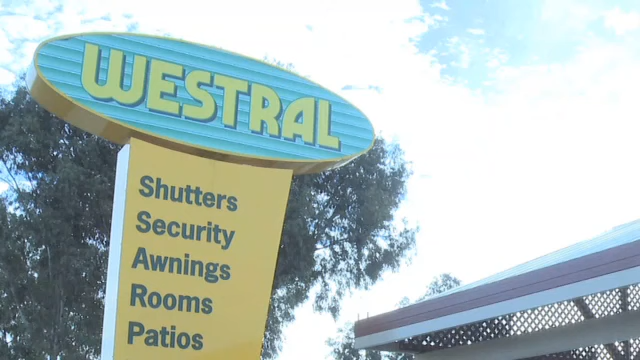 WESTRAL
Shutters
Security
Awnings
Rooms
Patios